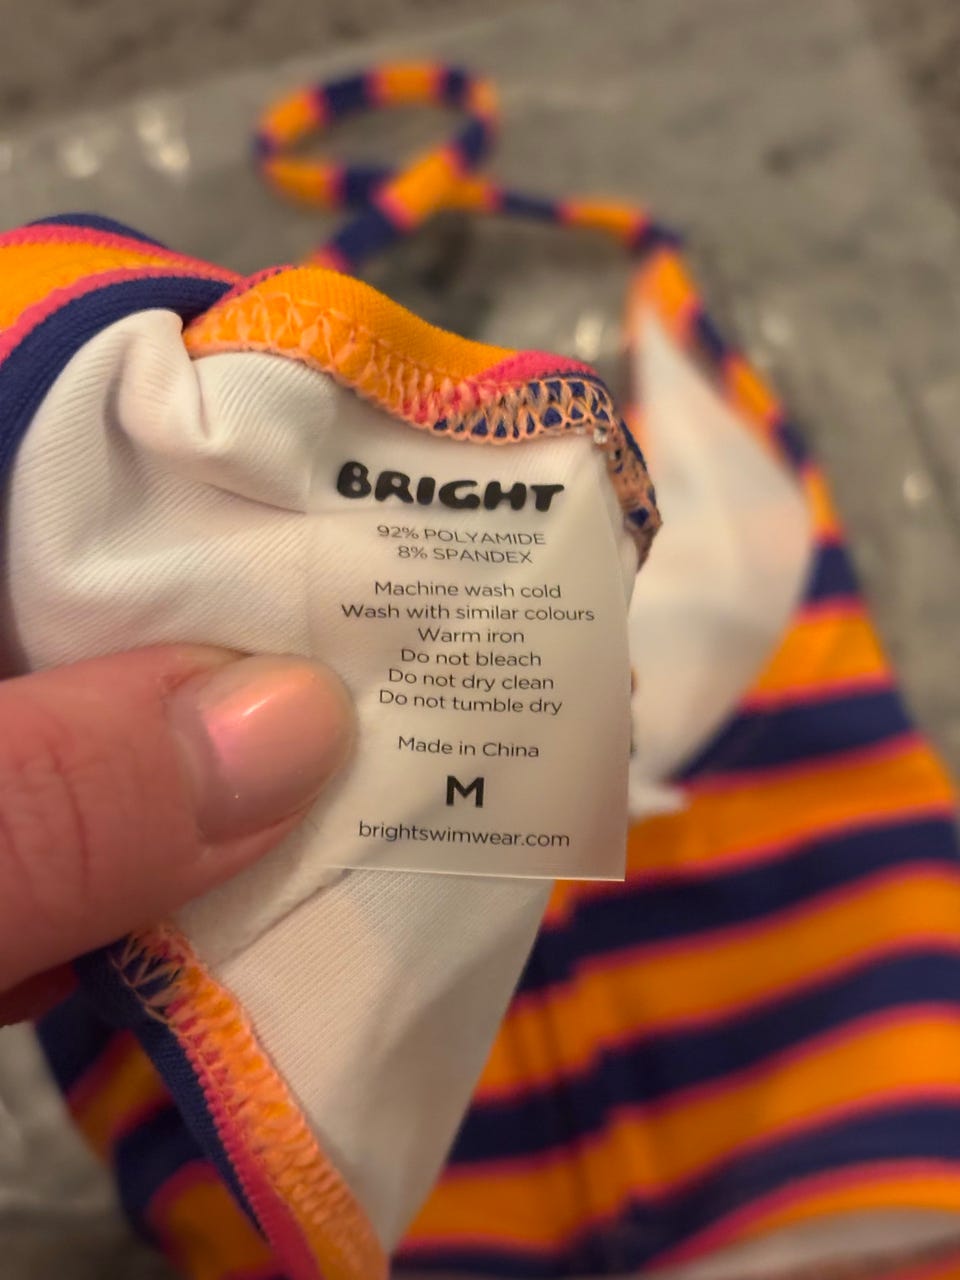 BRIGHT
92% POLYAMIDE
8% SPANDEX
Machine wash cold
Wash with similar colours
Warm iron
Do not bleach
Do not dry clean
Do not tumble dry
Made in China
M
brightswimwear.com